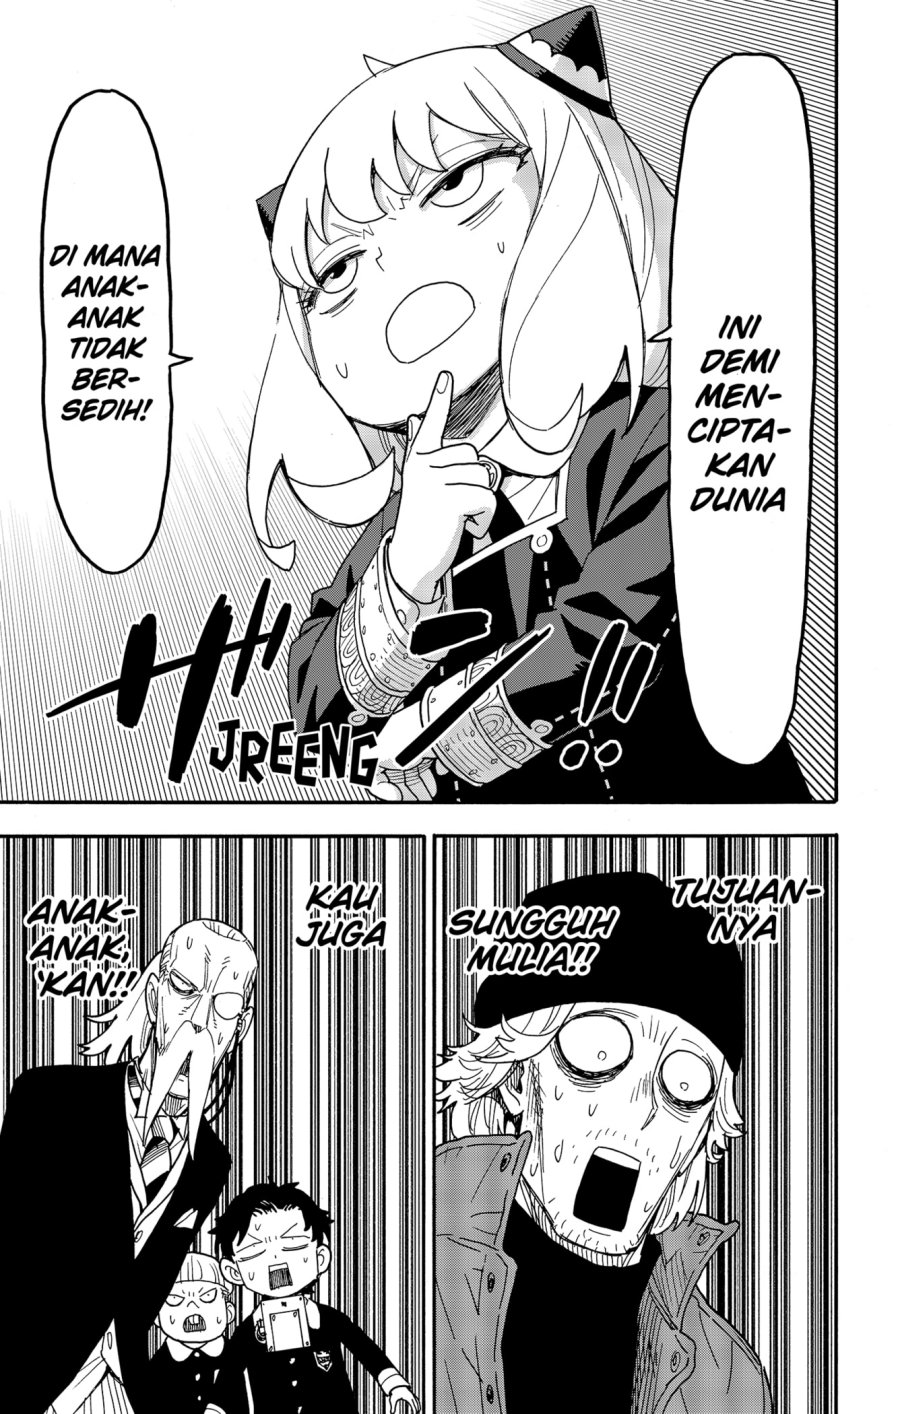 INI
DEMI
MEN-
CIPTA-
KAN
DUNIA
DI MANA
ANAK-
ANAK
TIDAK
BER-
SEDIH!
JREENG
TUJUAN-
NYA
SUNGGUH
MULIA!!
KAU
JUGA
ANAK-
ANAK,
KAN!!